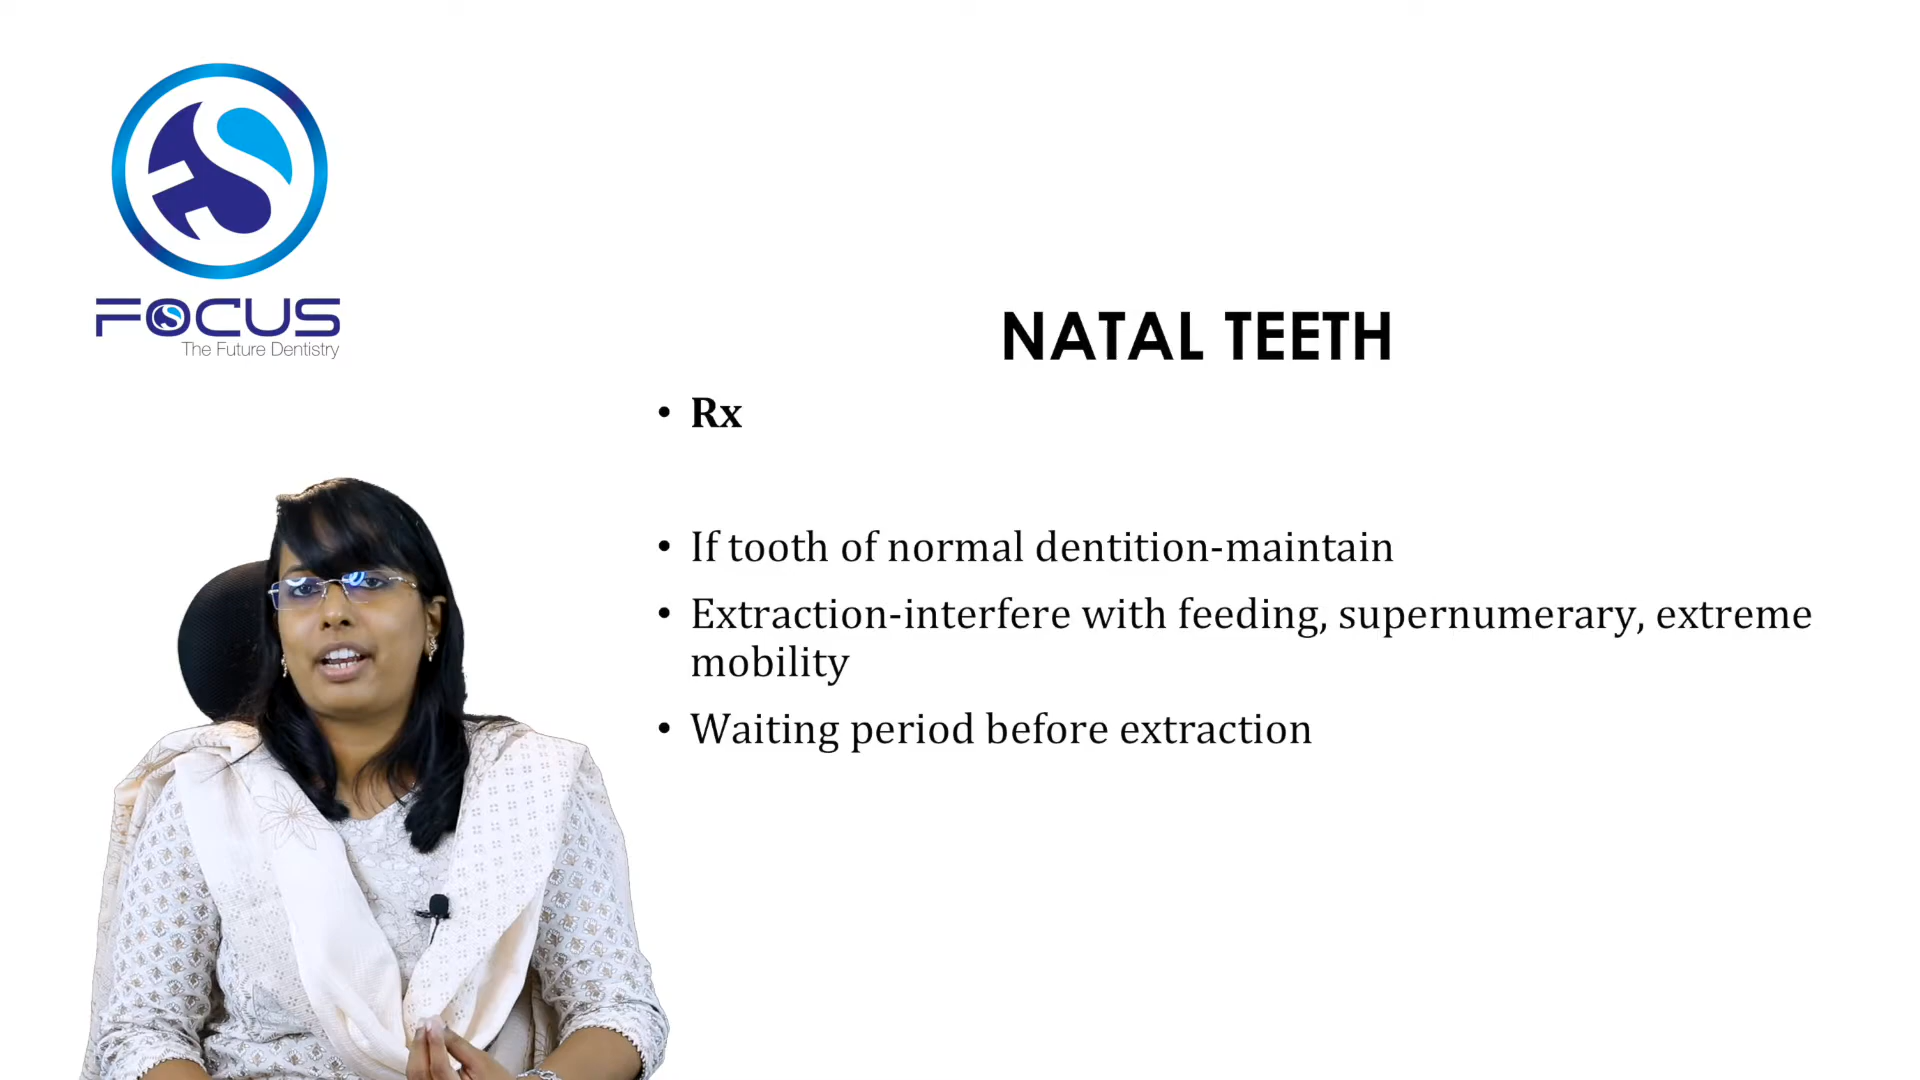 FOCUS
The Future Dentistry
NATAL TEETH
• Rx
• If tooth of normal dentition-maintain
• Extraction-interfere with feeding, supernumerary, extreme
mobility
• Waiting period before extraction